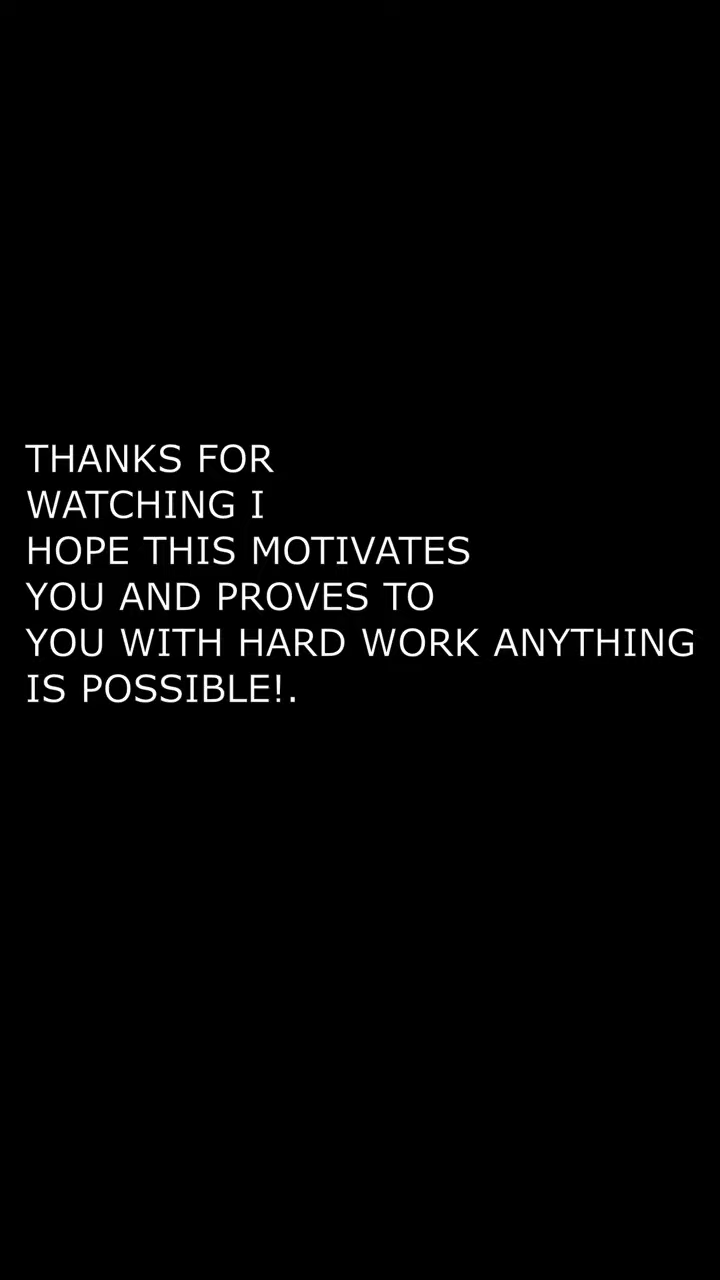 THANKS FOR
WATCHING I
HOPE THIS MOTIVATES
YOU AND PROVES TO
YOU WITH HARD WORK ANYTHING
IS POSSIBLE!.